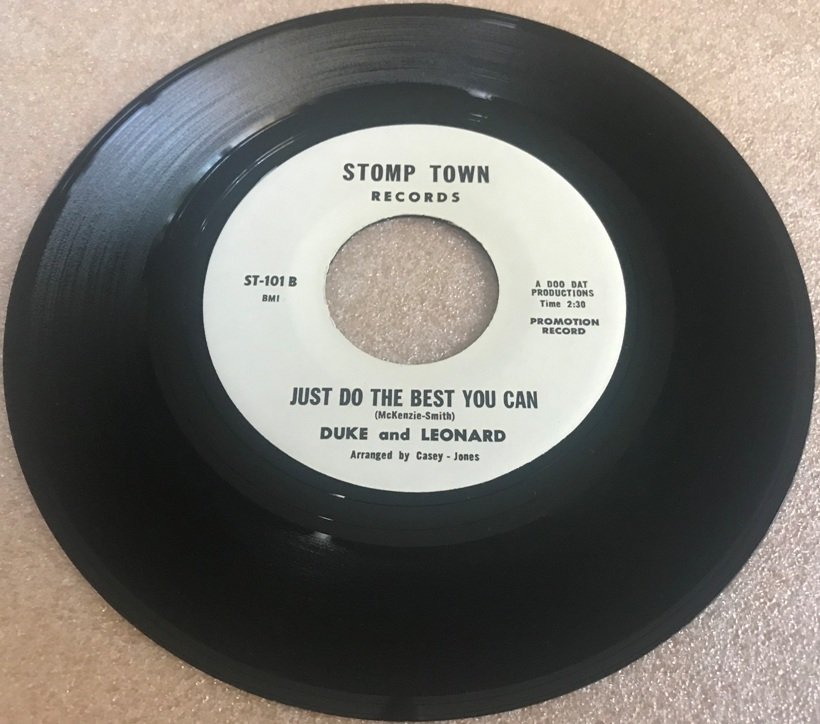 STOMP TOWN
RECORDS
ST-101 B
BMI
A DOO DAT
PRODUCTIONS
Time 2:30
PROMOTION
RECORD
JUST DO THE BEST YOU CAN
(McKenzie-Smith)
DUKE and LEONARD
Arranged by Casey - Jones